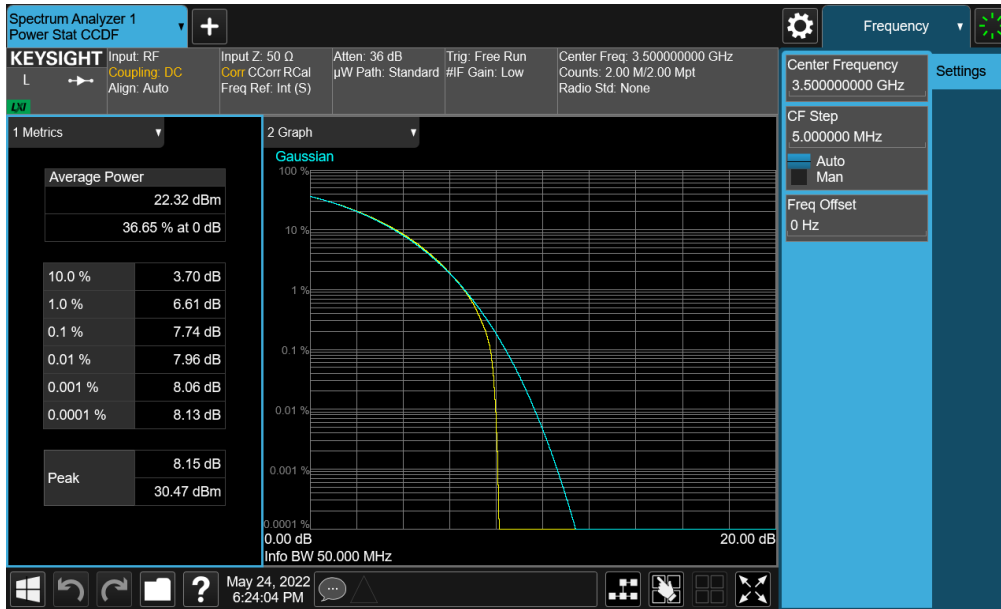 Spectrum Analyzer 1
Power Stat CCDF
Frequency
KEYSIGHT
L
LXI
Input: RF
Coupling: DC
Align: Auto
Input Z: 50 Ω
Corr CCorr RCal
Freq Ref: Int (S)
Atten: 36 dB
µW Path: Standard
Trig: Free Run
#IF Gain: Low
Center Freq: 3.500000000 GHz
Counts: 2.00 M/2.00 Mpt
Radio Std: None
Center Frequency
3.500000000 GHz
Settings
CF Step
5.000000 MHz
Auto
Man
Freq Offset
0 Hz
1 Metrics
Average Power
22.32 dBm
36.65 % at 0 dB
10.0 % 3.70 dB
1.0 % 6.61 dB
0.1 % 7.74 dB
0.01 % 7.96 dB
0.001 % 8.06 dB
0.0001 % 8.13 dB
Peak
8.15 dB
30.47 dBm
2 Graph
Gaussian
100 %
10 %
1 %
0.1 %
0.01 %
0.001 %
0.0001 %
0.00 dB 20.00 dB
Info BW 50.000 MHz
?
May 24, 2022
6:24:04 PM